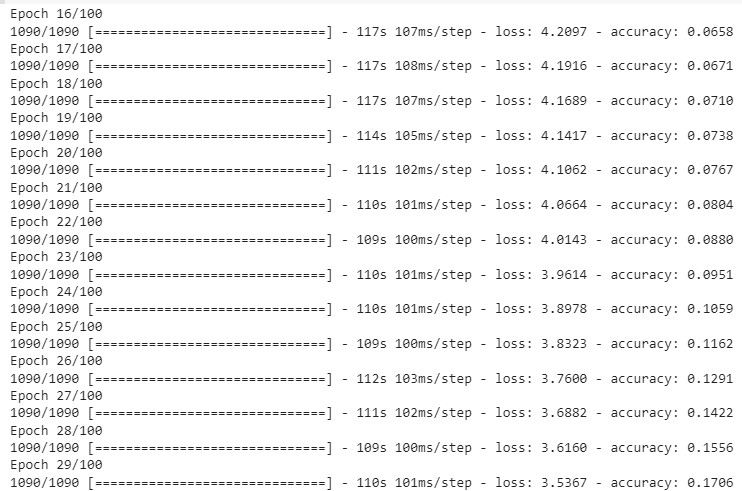 Epoch 16/100
1090/1090 [==============================] - 117s 107ms/step - loss: 4.2097 - accuracy: 0.0658
Epoch 17/100
1090/1090 [==============================] - 117s 108ms/step - loss: 4.1916 - accuracy: 0.0671
Epoch 18/100
1090/1090 [==============================] - 117s 107ms/step - loss: 4.1689 - accuracy: 0.0710
Epoch 19/100
1090/1090 [==============================] - 114s 105ms/step - loss: 4.1417 - accuracy: 0.0738
Epoch 20/100
1090/1090 [==============================] - 111s 102ms/step - loss: 4.1062 - accuracy: 0.0767
Epoch 21/100
1090/1090 [==============================] - 110s 101ms/step - loss: 4.0664 - accuracy: 0.0804
Epoch 22/100
1090/1090 [==============================] - 109s 100ms/step - loss: 4.0143 - accuracy: 0.0880
Epoch 23/100
1090/1090 [==============================] - 110s 101ms/step - loss: 3.9614 - accuracy: 0.0951
Epoch 24/100
1090/1090 [==============================] - 110s 101ms/step - loss: 3.8978 - accuracy: 0.1059
Epoch 25/100
1090/1090 [==============================] - 109s 100ms/step - loss: 3.8323 - accuracy: 0.1162
Epoch 26/100
1090/1090 [==============================] - 112s 103ms/step - loss: 3.7600 - accuracy: 0.1291
Epoch 27/100
1090/1090 [==============================] - 111s 102ms/step - loss: 3.6882 - accuracy: 0.1422
Epoch 28/100
1090/1090 [==============================] - 109s 100ms/step - loss: 3.6160 - accuracy: 0.1556
Epoch 29/100
1090/1090 [==============================] - 110s 101ms/step - loss: 3.5367 - accuracy: 0.1706